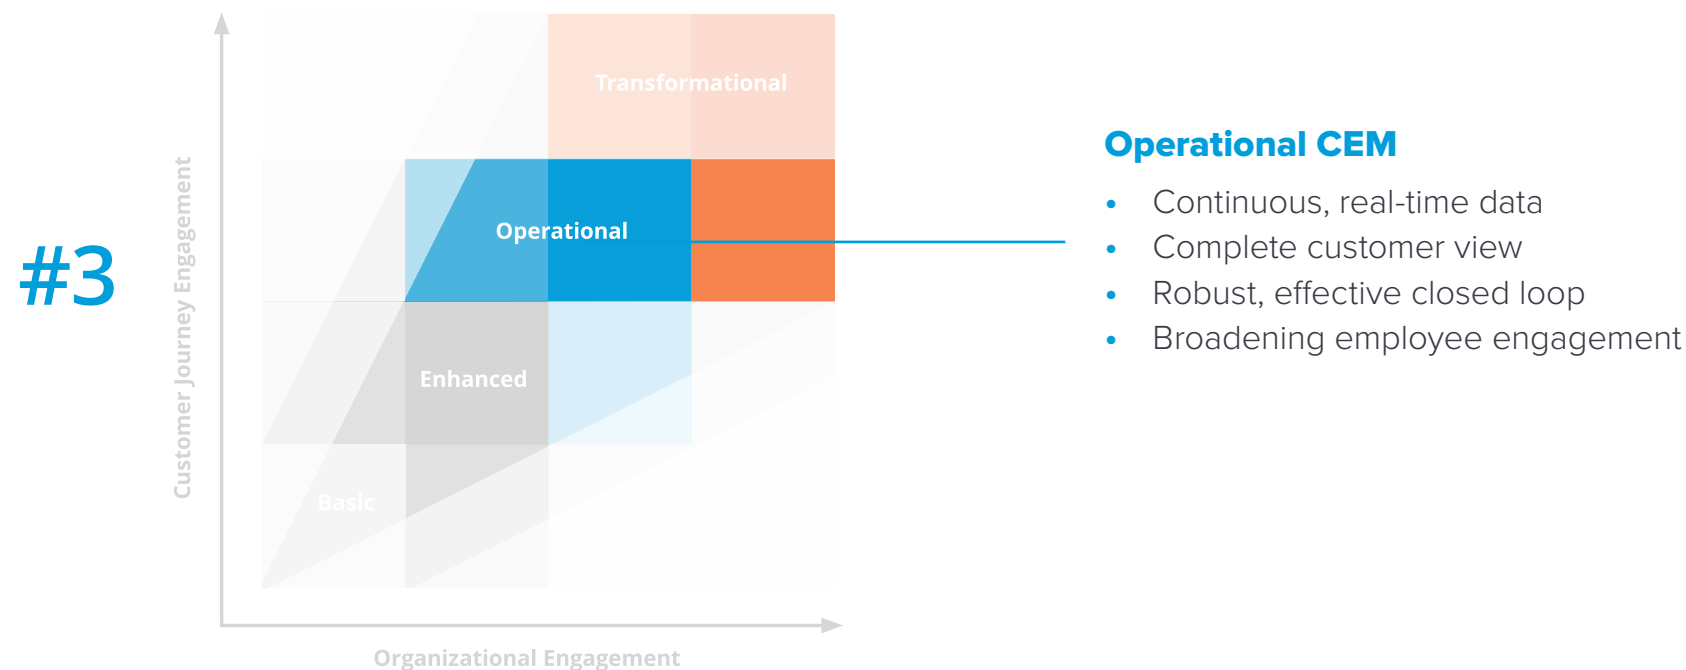 #3
Customer Journey Engagement
Transformational
Operational
Enhanced
Basic
Organizational Engagement
Operational CEM
• Continuous, real-time data
• Complete customer view
• Robust, effective closed loop
• Broadening employee engagement